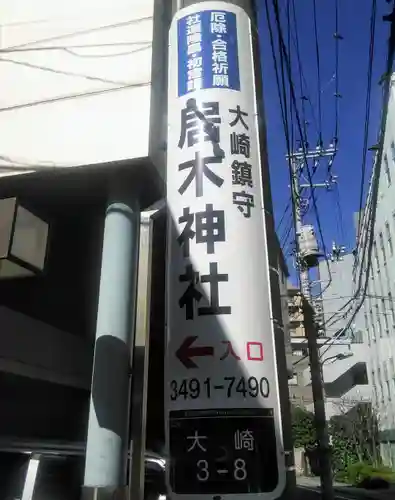 厄除・合格祈願
社運隆昌・初宮詣
大崎鎮守
居木神社
←入口
3491-7490
大崎
3-8